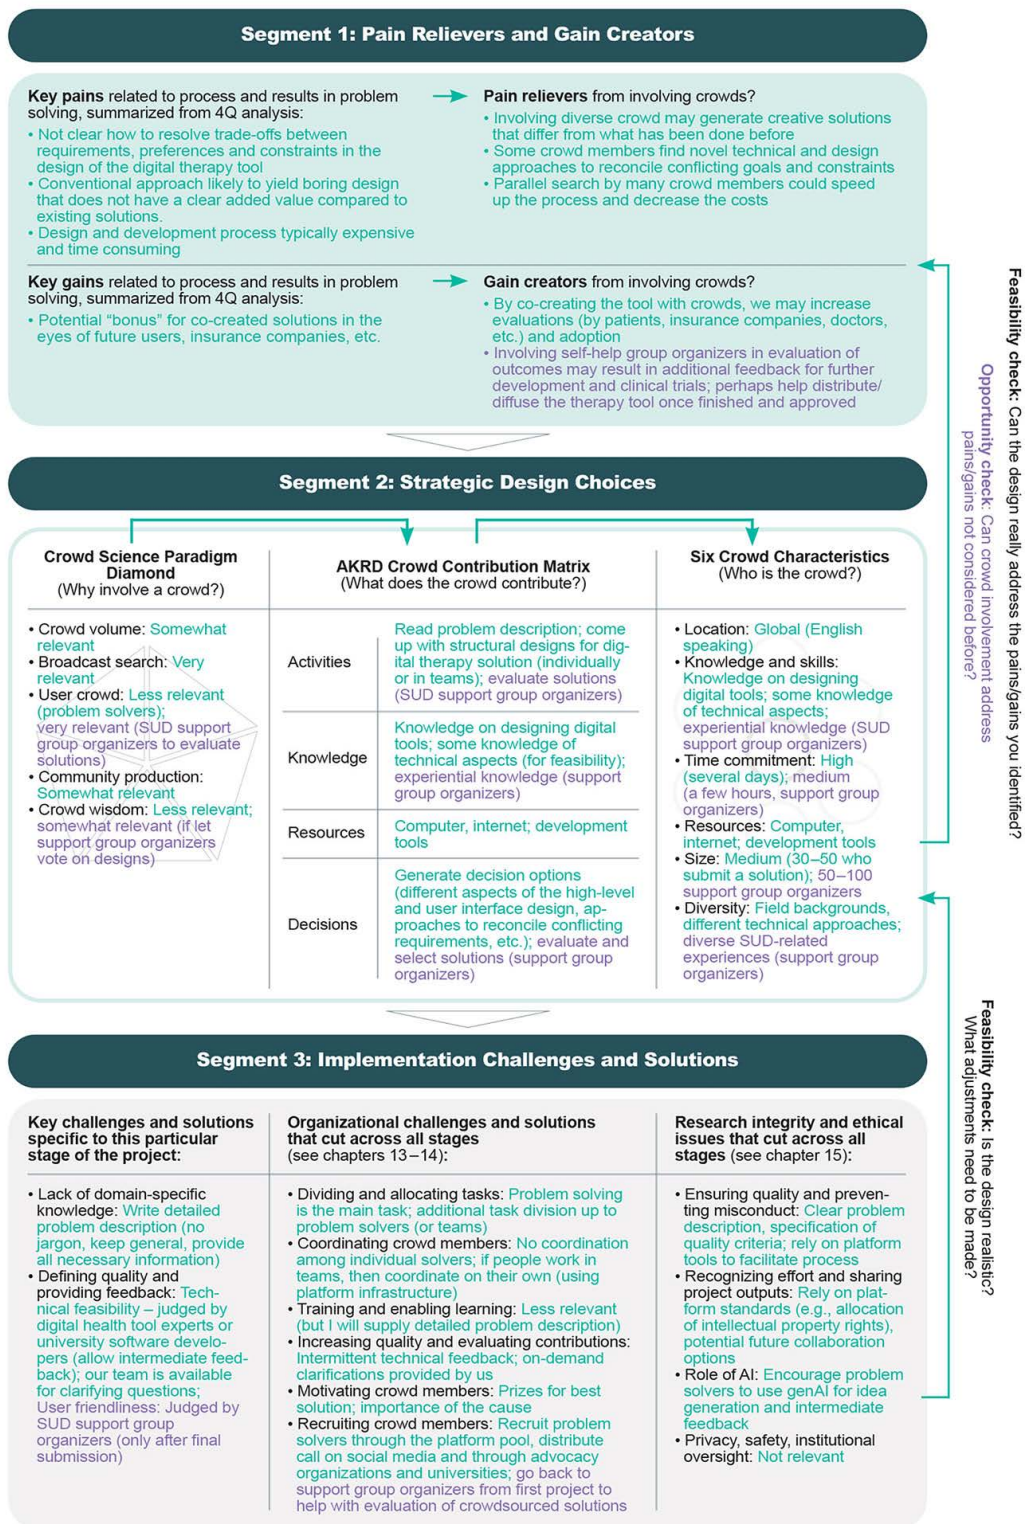 Segment 1: Pain Relievers and Gain Creators
Key pains related to process and results in problem
solving, summarized from 4Q analysis:
• Not clear how to resolve trade-offs between
requirements, preferences and constraints in the
design of the digital therapy tool
• Conventional approach likely to yield boring design
that does not have a clear added value compared to
existing solutions.
• Design and development process typically expensive
and time consuming
Pain relievers from involving crowds?
• Involving diverse crowd may generate creative solutions
that differ from what has been done before
• Some crowd members find novel technical and design
approaches to reconcile conflicting goals and constraints
• Parallel search by many crowd members could speed
up the process and decrease the costs
Key gains related to process and results in problem
solving, summarized from 4Q analysis:
• Potential “bonus” for co-created solutions in the
eyes of future users, insurance companies, etc.
Gain creators from involving crowds?
• By co-creating the tool with crowds, we may increase
evaluations (by patients, insurance companies, doctors,
etc.) and adoption
• Involving self-help group organizers in evaluation of
outcomes may result in additional feedback for further
development and clinical trials; perhaps help distribute/
diffuse the therapy tool once finished and approved
Segment 2: Strategic Design Choices
Crowd Science Paradigm
Diamond
(Why involve a crowd?)
• Crowd volume: Somewhat
relevant
• Broadcast search: Very
relevant
• User crowd: Less relevant
(problem solvers);
very relevant (SUD support
group organizers to evaluate
solutions)
• Community production:
Somewhat relevant
• Crowd wisdom: Less relevant;
somewhat relevant (if let
support group organizers
vote on designs)
AKRD Crowd Contribution Matrix
(What does the crowd contribute?)
Activities
Read problem description; come
up with structural designs for dig-
ital therapy solution (individually
or in teams); evaluate solutions
(SUD support group organizers)
Knowledge
Knowledge on designing digital
tools; some knowledge of
technical aspects (for feasibility);
experiential knowledge (support
group organizers)
Resources
Computer, internet; development
tools
Decisions
Generate decision options
(different aspects of the high-level
and user interface design, ap-
proaches to reconcile conflicting
requirements, etc.); evaluate and
select solutions (support group
organizers)
Six Crowd Characteristics
(Who is the crowd?)
• Location: Global (English
speaking)
• Knowledge and skills:
Knowledge on designing
digital tools; some knowledge
of technical aspects;
experiential knowledge (SUD
support group organizers)
• Time commitment: High
(several days); medium
(a few hours, support group
organizers)
• Resources: Computer,
internet; development tools
• Size: Medium (30–50 who
submit a solution); 50–100
support group organizers
• Diversity: Field backgrounds,
different technical approaches;
diverse SUD-related
experiences (support group
organizers)
Segment 3: Implementation Challenges and Solutions
Key challenges and solutions
specific to this particular
stage of the project:
• Lack of domain-specific
knowledge: Write detailed
problem description (no
jargon, keep general, provide
all necessary information)
• Defining quality and
providing feedback: Tech-
nical feasibility – judged by
digital health tool experts or
university software develo-
pers (allow intermediate feed-
back); our team is available
for clarifying questions;
User friendliness: Judged by
SUD support group
organizers (only after final
submission)
Organizational challenges and solutions
that cut across all stages
(see chapters 13–14):
• Dividing and allocating tasks: Problem solving
is the main task; additional task division up to
problem solvers (or teams)
• Coordinating crowd members: No coordination
among individual solvers; if people work in
teams, then coordinate on their own (using
platform infrastructure)
• Training and enabling learning: Less relevant
(but I will supply detailed problem description)
• Increasing quality and evaluating contributions:
Intermittent technical feedback; on-demand
clarifications provided by us
• Motivating crowd members: Prizes for best
solution; importance of the cause
• Recruiting crowd members: Recruit problem
solvers through the platform pool, distribute
call on social media and through advocacy
organizations and universities; go back to
support group organizers from first project to
help with evaluation of crowdsourced solutions
Research integrity and ethical
issues that cut across all
stages (see chapter 15):
• Ensuring quality and preven-
ting misconduct: Clear problem
description, specification of
quality criteria; rely on platform
tools to facilitate process
• Recognizing effort and sharing
project outputs: Rely on plat-
form standards (e.g., allocation
of intellectual property rights),
potential future collaboration
options
• Role of AI: Encourage problem
solvers to use genAI for idea
generation and intermediate
feedback
• Privacy, safety, institutional
oversight: Not relevant
Feasibility check: Can the design really address the pains/gains you identified?
Opportunity check: Can crowd involvement address
pains/gains not considered before?
Feasibility check: Is the design realistic?
What adjustments need to be made?